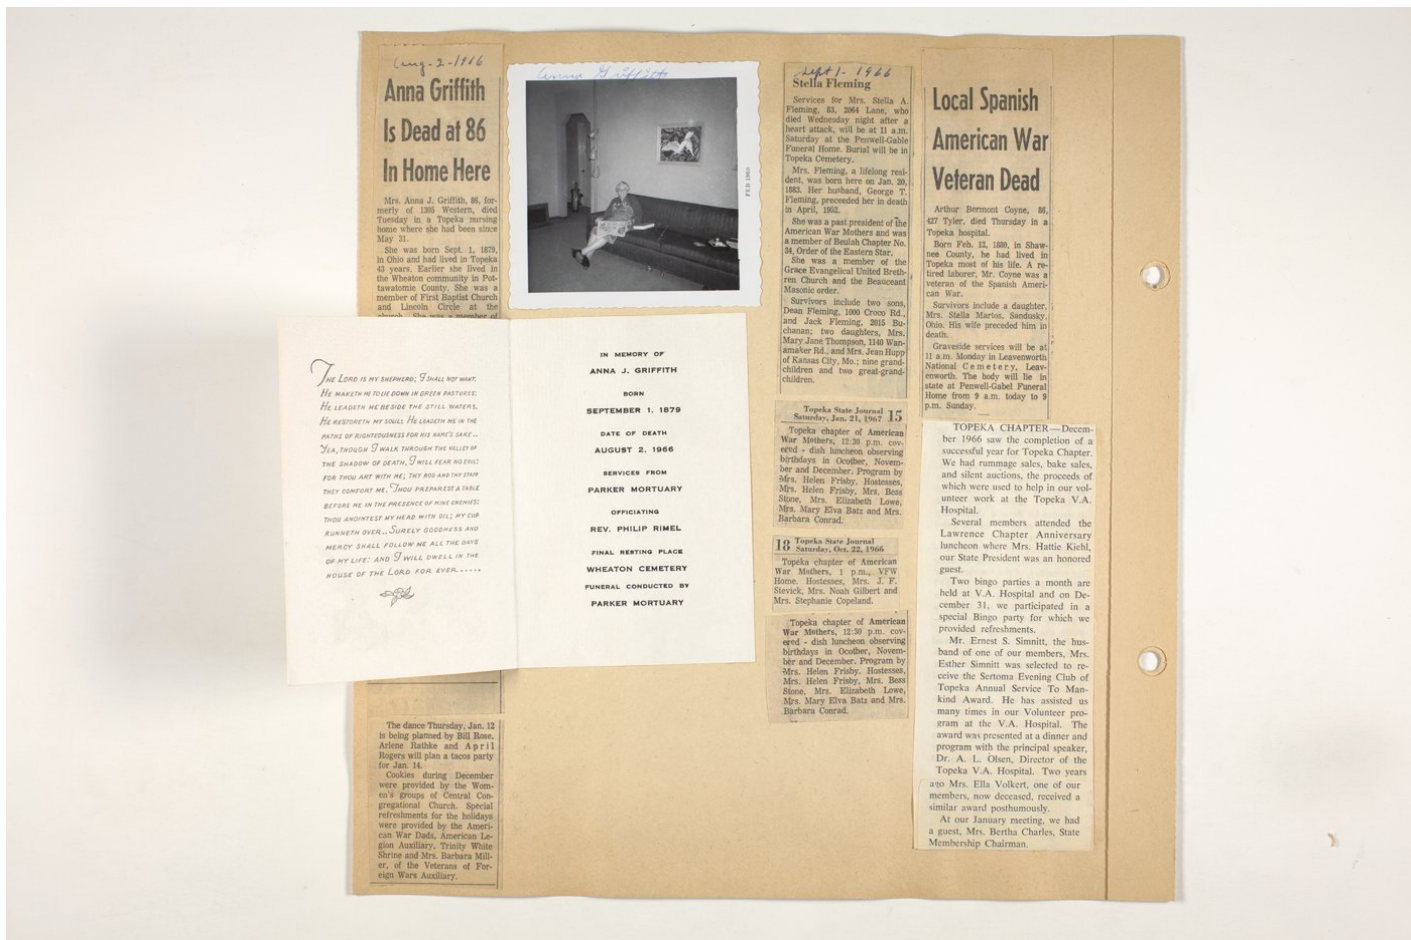 Aug-2-1966
Anna Griffith
Is Dead at 86
In Home Here
Mrs. Anna J. Griffith, 86, for-
merly of 1305 Western, died
Tuesday in a Topeka nursing
home where she had been since
May 31.
She was born Sept. 1, 1879,
in Ohio and had lived in Topeka
43 years. Earlier she lived in
the Wheaton community in Pot-
tawatomie County. She was a
member of First Baptist Church
and Lincoln Circle at the
church. She was a member of
Anna Griffith
FEB 1960
THE LORD IS MY SHEPHERD; I SHALL NOT WANT.
HE MAKETH ME TO LIE DOWN IN GREEN PASTURES:
HE LEADETH ME BESIDE THE STILL WATERS.
HE RESTORETH MY SOUL: HE LEADETH ME IN THE
PATHS OF RIGHTEOUSNESS FOR HIS NAME'S SAKE..
YEA, THOUGH I WALK THROUGH THE VALLEY OF
THE SHADOW OF DEATH, I WILL FEAR NO EVIL:
FOR THOU ART WITH ME; THY ROD AND THY STAFF
THEY COMFORT ME. THOU PREPAREST A TABLE
BEFORE ME IN THE PRESENCE OF MINE ENEMIES:
THOU ANOINTEST MY HEAD WITH OIL; MY CUP
RUNNETH OVER... SURELY GOODNESS AND
MERCY SHALL FOLLOW ME ALL THE DAYS
OF MY LIFE: AND I WILL DWELL IN THE
HOUSE OF THE LORD FOR EVER.....
IN MEMORY OF
ANNA J. GRIFFITH
BORN
SEPTEMBER 1, 1879
DATE OF DEATH
AUGUST 2, 1966
SERVICES FROM
PARKER MORTUARY
OFFICIATING
REV. PHILIP RIMEL
FINAL RESTING PLACE
WHEATON CEMETERY
FUNERAL CONDUCTED BY
PARKER MORTUARY
The dance Thursday, Jan. 12
is being planned by Bill Rose.
Arlene Rathke and April
Rogers will plan a tacos party
for Jan. 14.
Cookies during December
were provided by the Wom-
en's groups of Central Con-
gregational Church. Special
refreshments for the holidays
were provided by the Ameri-
can War Dads, American Le-
gion Auxiliary, Trinity White
Shrine and Mrs. Barbara Mill-
er, of the Veterans of For-
eign Wars Auxiliary.
Sept 1- 1966
Stella Fleming
Services for Mrs. Stella A.
Fleming, 83, 2064 Lane, who
died Wednesday night after a
heart attack, will be at 11 a.m.
Saturday at the Penwell-Gable
Funeral Home. Burial will be in
Topeka Cemetery.
Mrs. Fleming, a lifelong resi-
dent, was born here on Jan. 20,
1883. Her husband, George T.
Fleming, preceeded her in death
in April, 1952.
She was a past president of the
American War Mothers and was
a member of Beulah Chapter No.
34, Order of the Eastern Star.
She was a member of the
Grace Evangelical United Breth-
ren Church and the Beauceant
Masonic order.
Survivors include two sons,
Dean Fleming, 1000 Croco Rd.,
and Jack Fleming, 2015 Bu-
chanan; two daughters, Mrs.
Mary Jane Thompson, 1140 Wan-
amaker Rd., and Mrs. Jean Hupp
of Kansas City, Mo.; nine grand-
children and two great-grand-
children.
Topeka State Journal 15
Saturday, Jan. 21, 1967
Topeka chapter of American
War Mothers, 12:30 p.m. cov-
ered - dish luncheon observing
birthdays in Ocotber, Novem-
ber and December. Program by
Mrs. Helen Frisby. Hostesses,
Mrs. Helen Frisby, Mrs. Bess
Stone, Mrs. Elizabeth Lowe,
Mrs. Mary Elva Batz and Mrs.
Barbara Conrad.
18 Topeka State Journal
Saturday, Oct. 22, 1966
Topeka chapter of American
War Mothers, 1 p.m., VFW
Home. Hostesses, Mrs. J. F.
Stevick, Mrs. Noah Gilbert and
Mrs. Stephanie Copeland.
Topeka chapter of American
War Mothers, 12:30 p.m. cov-
ered - dish luncheon observing
birthdays in Ocotber, Novem-
ber and December. Program by
Mrs. Helen Frisby. Hostesses,
Mrs. Helen Frisby, Mrs. Bess
Stone, Mrs. Elizabeth Lowe,
Mrs. Mary Elva Batz and Mrs.
Barbara Conrad.
Local Spanish
American War
Veteran Dead
Arthur Bermont Coyne, 86,
427 Tyler, died Thursday in a
Topeka hospital.
Born Feb. 12, 1880, in Shaw-
nee County, he had lived in
Topeka most of his life. A re-
tired laborer, Mr. Coyne was a
veteran of the Spanish Ameri-
can War.
Survivors include a daughter,
Mrs. Stella Martos, Sandusky,
Ohio. His wife preceded him in
death.
Graveside services will be at
11 a.m. Monday in Leavenworth
National Cemetery, Leav-
enworth. The body will lie in
state at Penwell-Gabel Funeral
Home from 9 a.m. today to 9
p.m. Sunday.
TOPEKA CHAPTER—Decem-
ber 1966 saw the completion of a
successful year for Topeka Chapter.
We had rummage sales, bake sales,
and silent auctions, the proceeds of
which were used to help in our vol-
unteer work at the Topeka V.A.
Hospital.
Several members attended the
Lawrence Chapter Anniversary
luncheon where Mrs. Hattie Kiehl,
our State President was an honored
guest.
Two bingo parties a month are
held at V.A. Hospital and on De-
cember 31, we participated in a
special Bingo party for which we
provided refreshments.
Mr. Ernest S. Simnitt, the hus-
band of one of our members, Mrs.
Esther Simnitt was selected to re-
ceive the Sertoma Evening Club of
Topeka Annual Service To Man-
kind Award. He has assisted us
many times in our Volunteer pro-
gram at the V.A. Hospital. The
award was presented at a dinner and
program with the principal speaker,
Dr. A. L. Olsen, Director of the
Topeka V.A. Hospital. Two years
ago Mrs. Ella Volkert, one of our
members, now deceased, received a
similar award posthumously.
At our January meeting, we had
a guest, Mrs. Bertha Charles, State
Membership Chairman.